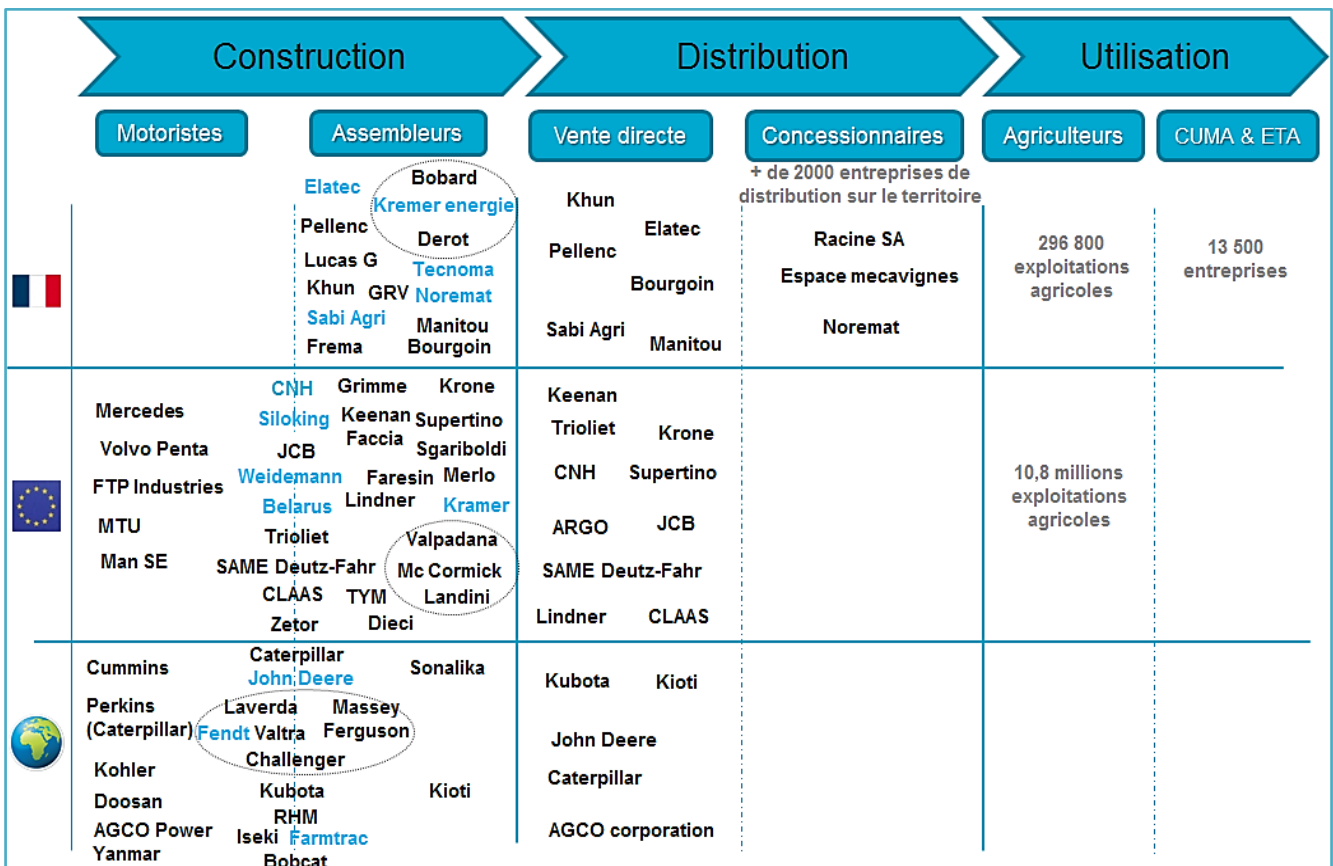 Construction
Distribution
Utilisation
Motoristes
Assembleurs
Vente directe
Concessionnaires
Agriculteurs
CUMA & ETA
Elatec
Bobard
Kremer energie
Pellenc
Derot
Lucas G
Tecnoma
Khun
GRV
Noremat
Sabi Agri
Manitou
Frema
Bourgoin
Khun
Elatec
Pellenc
Bourgoin
Sabi Agri
Manitou
+ de 2000 entreprises de
distribution sur le territoire
Racine SA
Espace mecavignes
Noremat
296 800
exploitations
agricoles
13 500
entreprises
Mercedes
Volvo Penta
FTP Industries
MTU
Man SE
CNH
Grimme
Krone
Siloking
Keenan
Supertino
JCB
Faccia
Sgariboldi
Weidemann
Faresin
Merlo
Belarus
Lindner
Kramer
Trioliet
Valpadana
SAME Deutz-Fahr
Mc Cormick
CLAAS
TYM
Landini
Zetor
Dieci
Keenan
Trioliet
Krone
CNH
Supertino
ARGO
JCB
SAME Deutz-Fahr
Lindner
CLAAS
10,8 millions
exploitations
agricoles
Cummins
Perkins
(Caterpillar)
Kohler
Doosan
AGCO Power
Yanmar
Caterpillar
John Deere
Sonalika
Laverda
Massey
Ferguson
Fendt
Valtra
Challenger
Kubota
Kioti
RHM
Iseki
Farmtrac
Bobcat
Kubota
Kioti
John Deere
Caterpillar
AGCO corporation